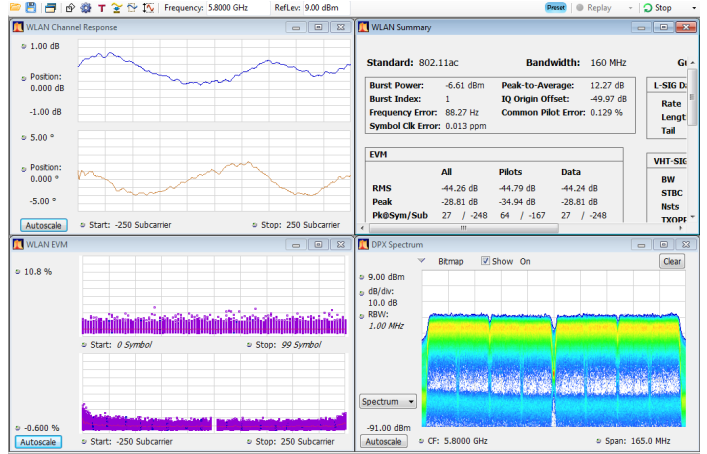 Frequency: 5.8000 GHz RefLev: 9.00 dBm Preset Replay Stop
WLAN Channel Response
1.00 dB
Position:
0.000 dB
-1.00 dB
5.00 °
Position:
0.000 °
-5.00 °
Autoscale Start: -250 Subcarrier Stop: 250 Subcarrier
WLAN Summary
Standard: 802.11ac Bandwidth: 160 MHz
Burst Power: -6.61 dBm Peak-to-Average: 12.27 dB
Burst Index: 1 IQ Origin Offset: -49.97 dB
Frequency Error: 88.27 Hz Common Pilot Error: 0.129 %
Symbol Clk Error: 0.013 ppm
L-SIG
Rate
Lengt
Tail
EVM
All Pilots Data
RMS -44.26 dB -44.79 dB -44.24 dB
Peak -28.81 dB -34.94 dB -28.81 dB
Pk@Sym/Sub 27 / -248 64 / -167 27 / -248
VHT-SIG
BW
STBC
Nsts
TXOPF
WLAN EVM
10.8 %
Start: 0 Symbol Stop: 99 Symbol
-0.600 %
Autoscale Start: -250 Subcarrier Stop: 250 Subcarrier
DPX Spectrum
Bitmap Show On Clear
9.00 dBm
dB/div:
10.0 dB
RBW:
1.00 MHz
Spectrum
-91.00 dBm
Autoscale CF: 5.8000 GHz Span: 165.0 MHz